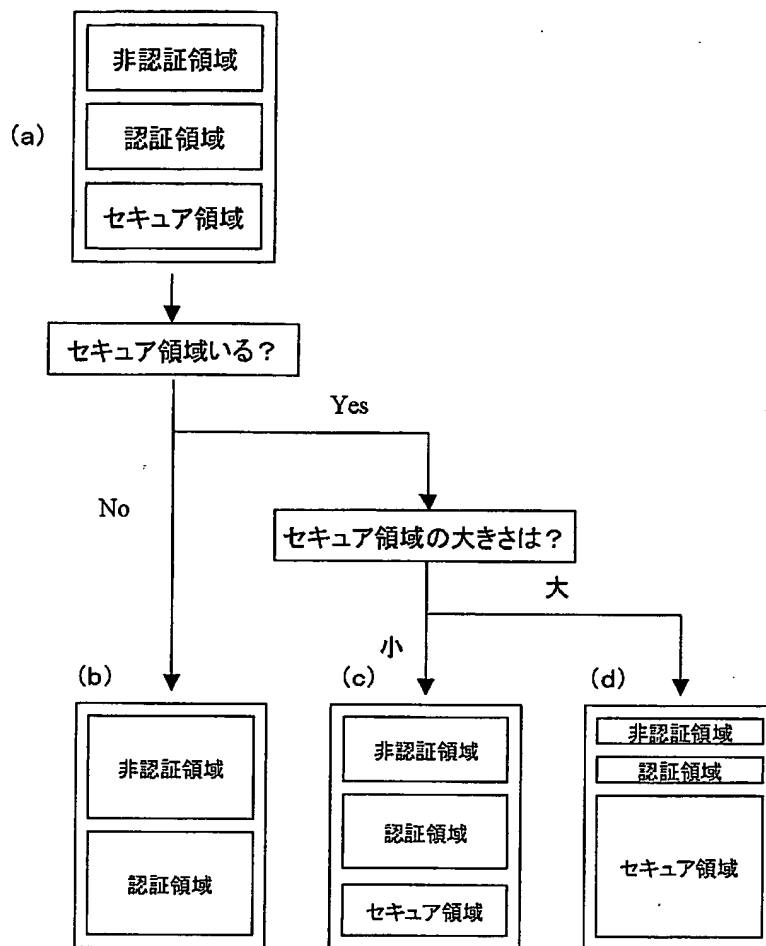 非認証領域
(a)
認証領域
セキュア領域
セキュア領域いる？
Yes
No
セキュア領域の大きさは？
大
小
(b)
(c)
(d)
非認証領域
認証領域
非認証領域
認証領域
セキュア領域
非認証領域
認証領域
セキュア領域